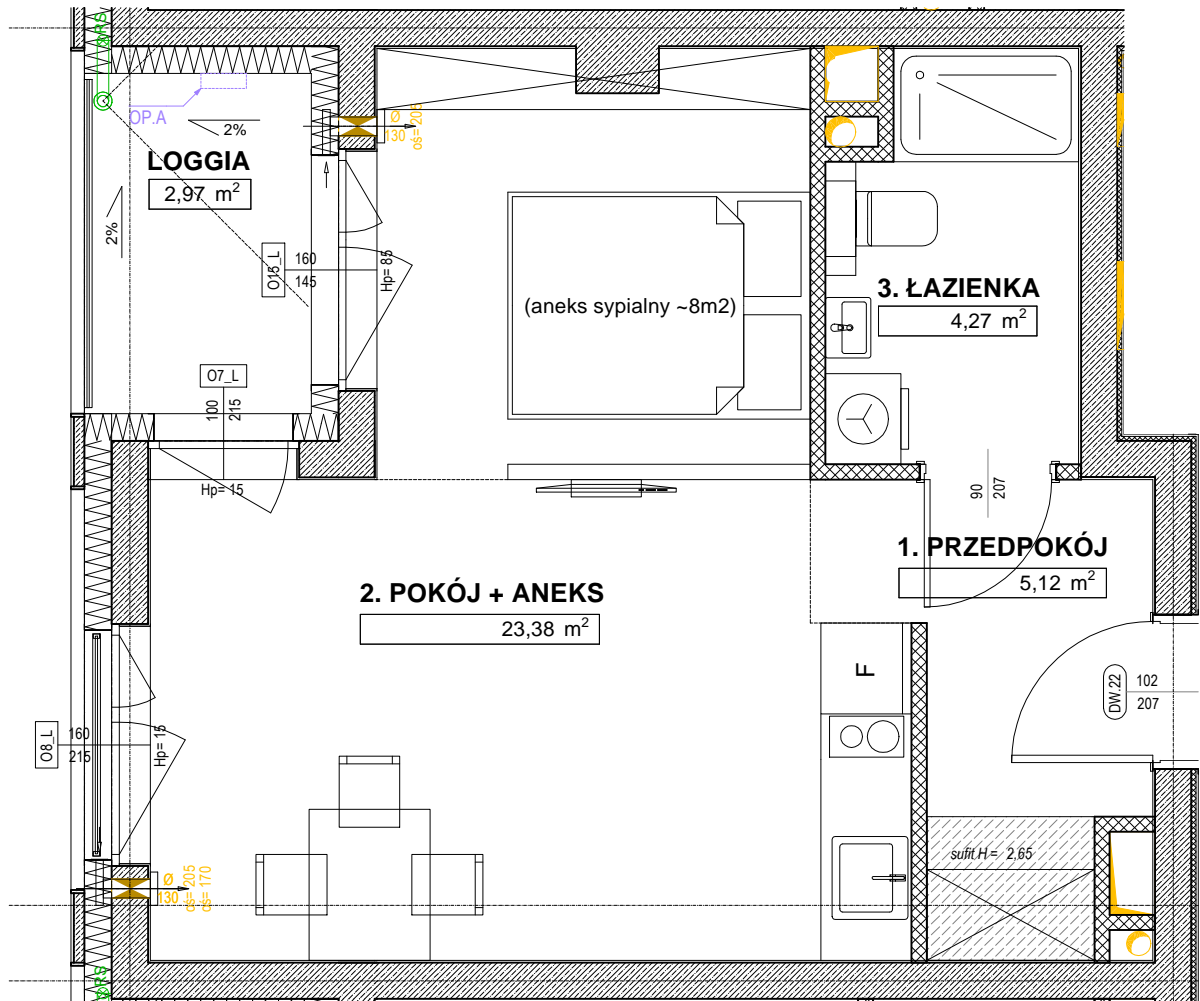 RS
OP.A
2%
LOGGIA
2,97 m²
2%
Ø
130
oś= 205
O15_L
160
145
Hp= 85
(aneks sypialny ~8m2)
3. ŁAZIENKA
4,27 m²
O7_L
100
215
Hp= 15
90
207
1. PRZEDPOKÓJ
5,12 m²
2. POKÓJ + ANEKS
23,38 m²
F
DW.22
102
207
O8_L
160
215
Hp= 15
sufit H = 2,65
Ø
130
oś= 205
oś= 170
ØRS